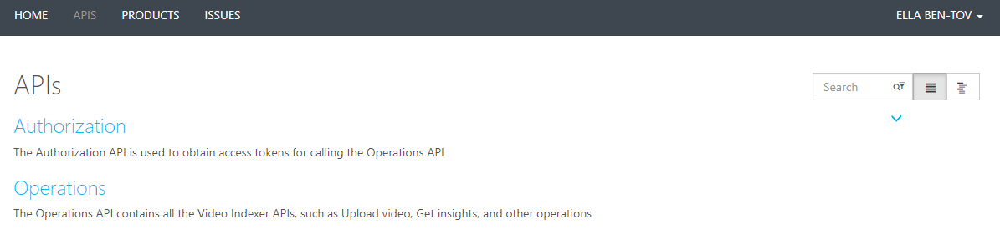 HOME APIS PRODUCTS ISSUES ELLA BEN-TOV
APIs
Search
Authorization
The Authorization API is used to obtain access tokens for calling the Operations API
Operations
The Operations API contains all the Video Indexer APIs, such as Upload video, Get insights, and other operations